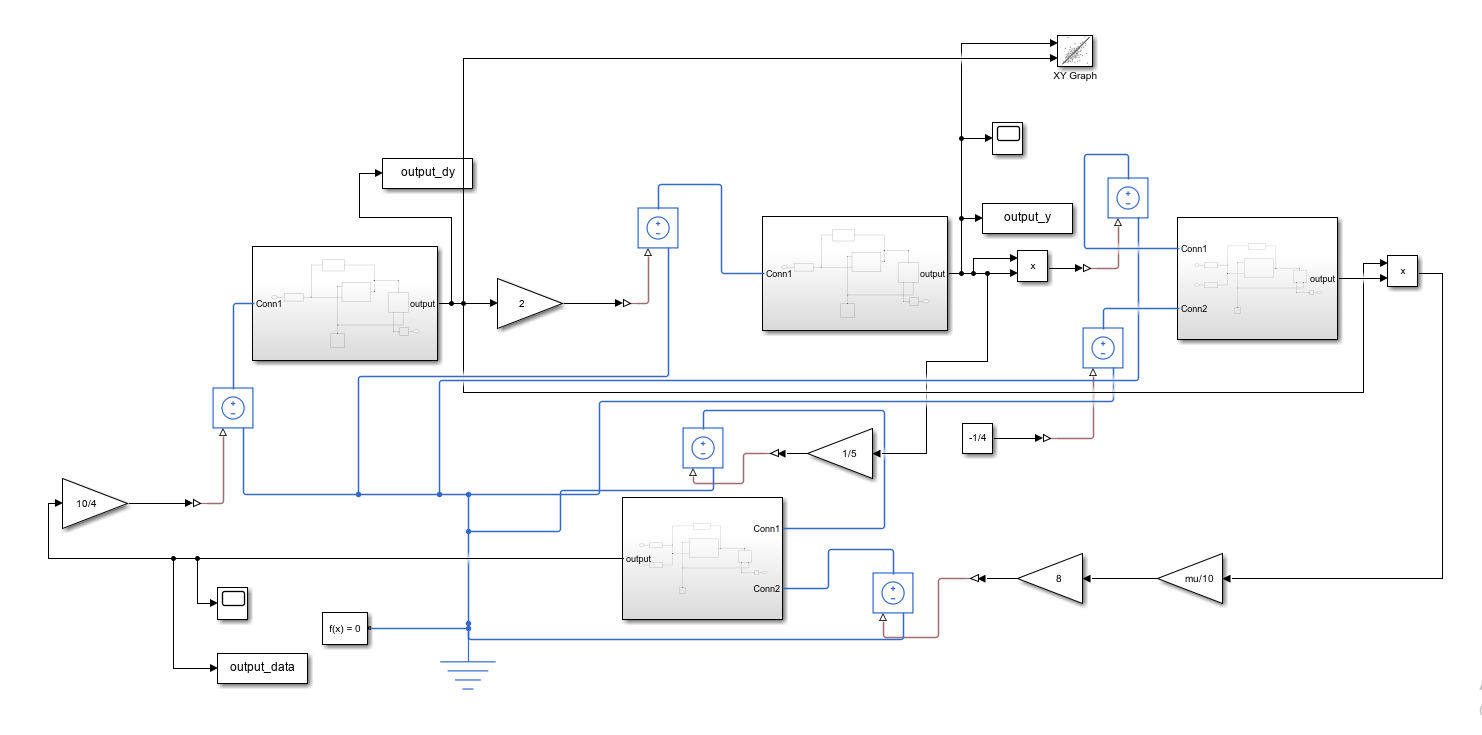 XY Graph
output_dy
output_y
Conn1
output
2
Conn1
output
x
Conn1
Conn2
output
x
-1/4
1/5
10/4
Conn1
output
Conn2
8
mu/10
f(x) = 0
output_data